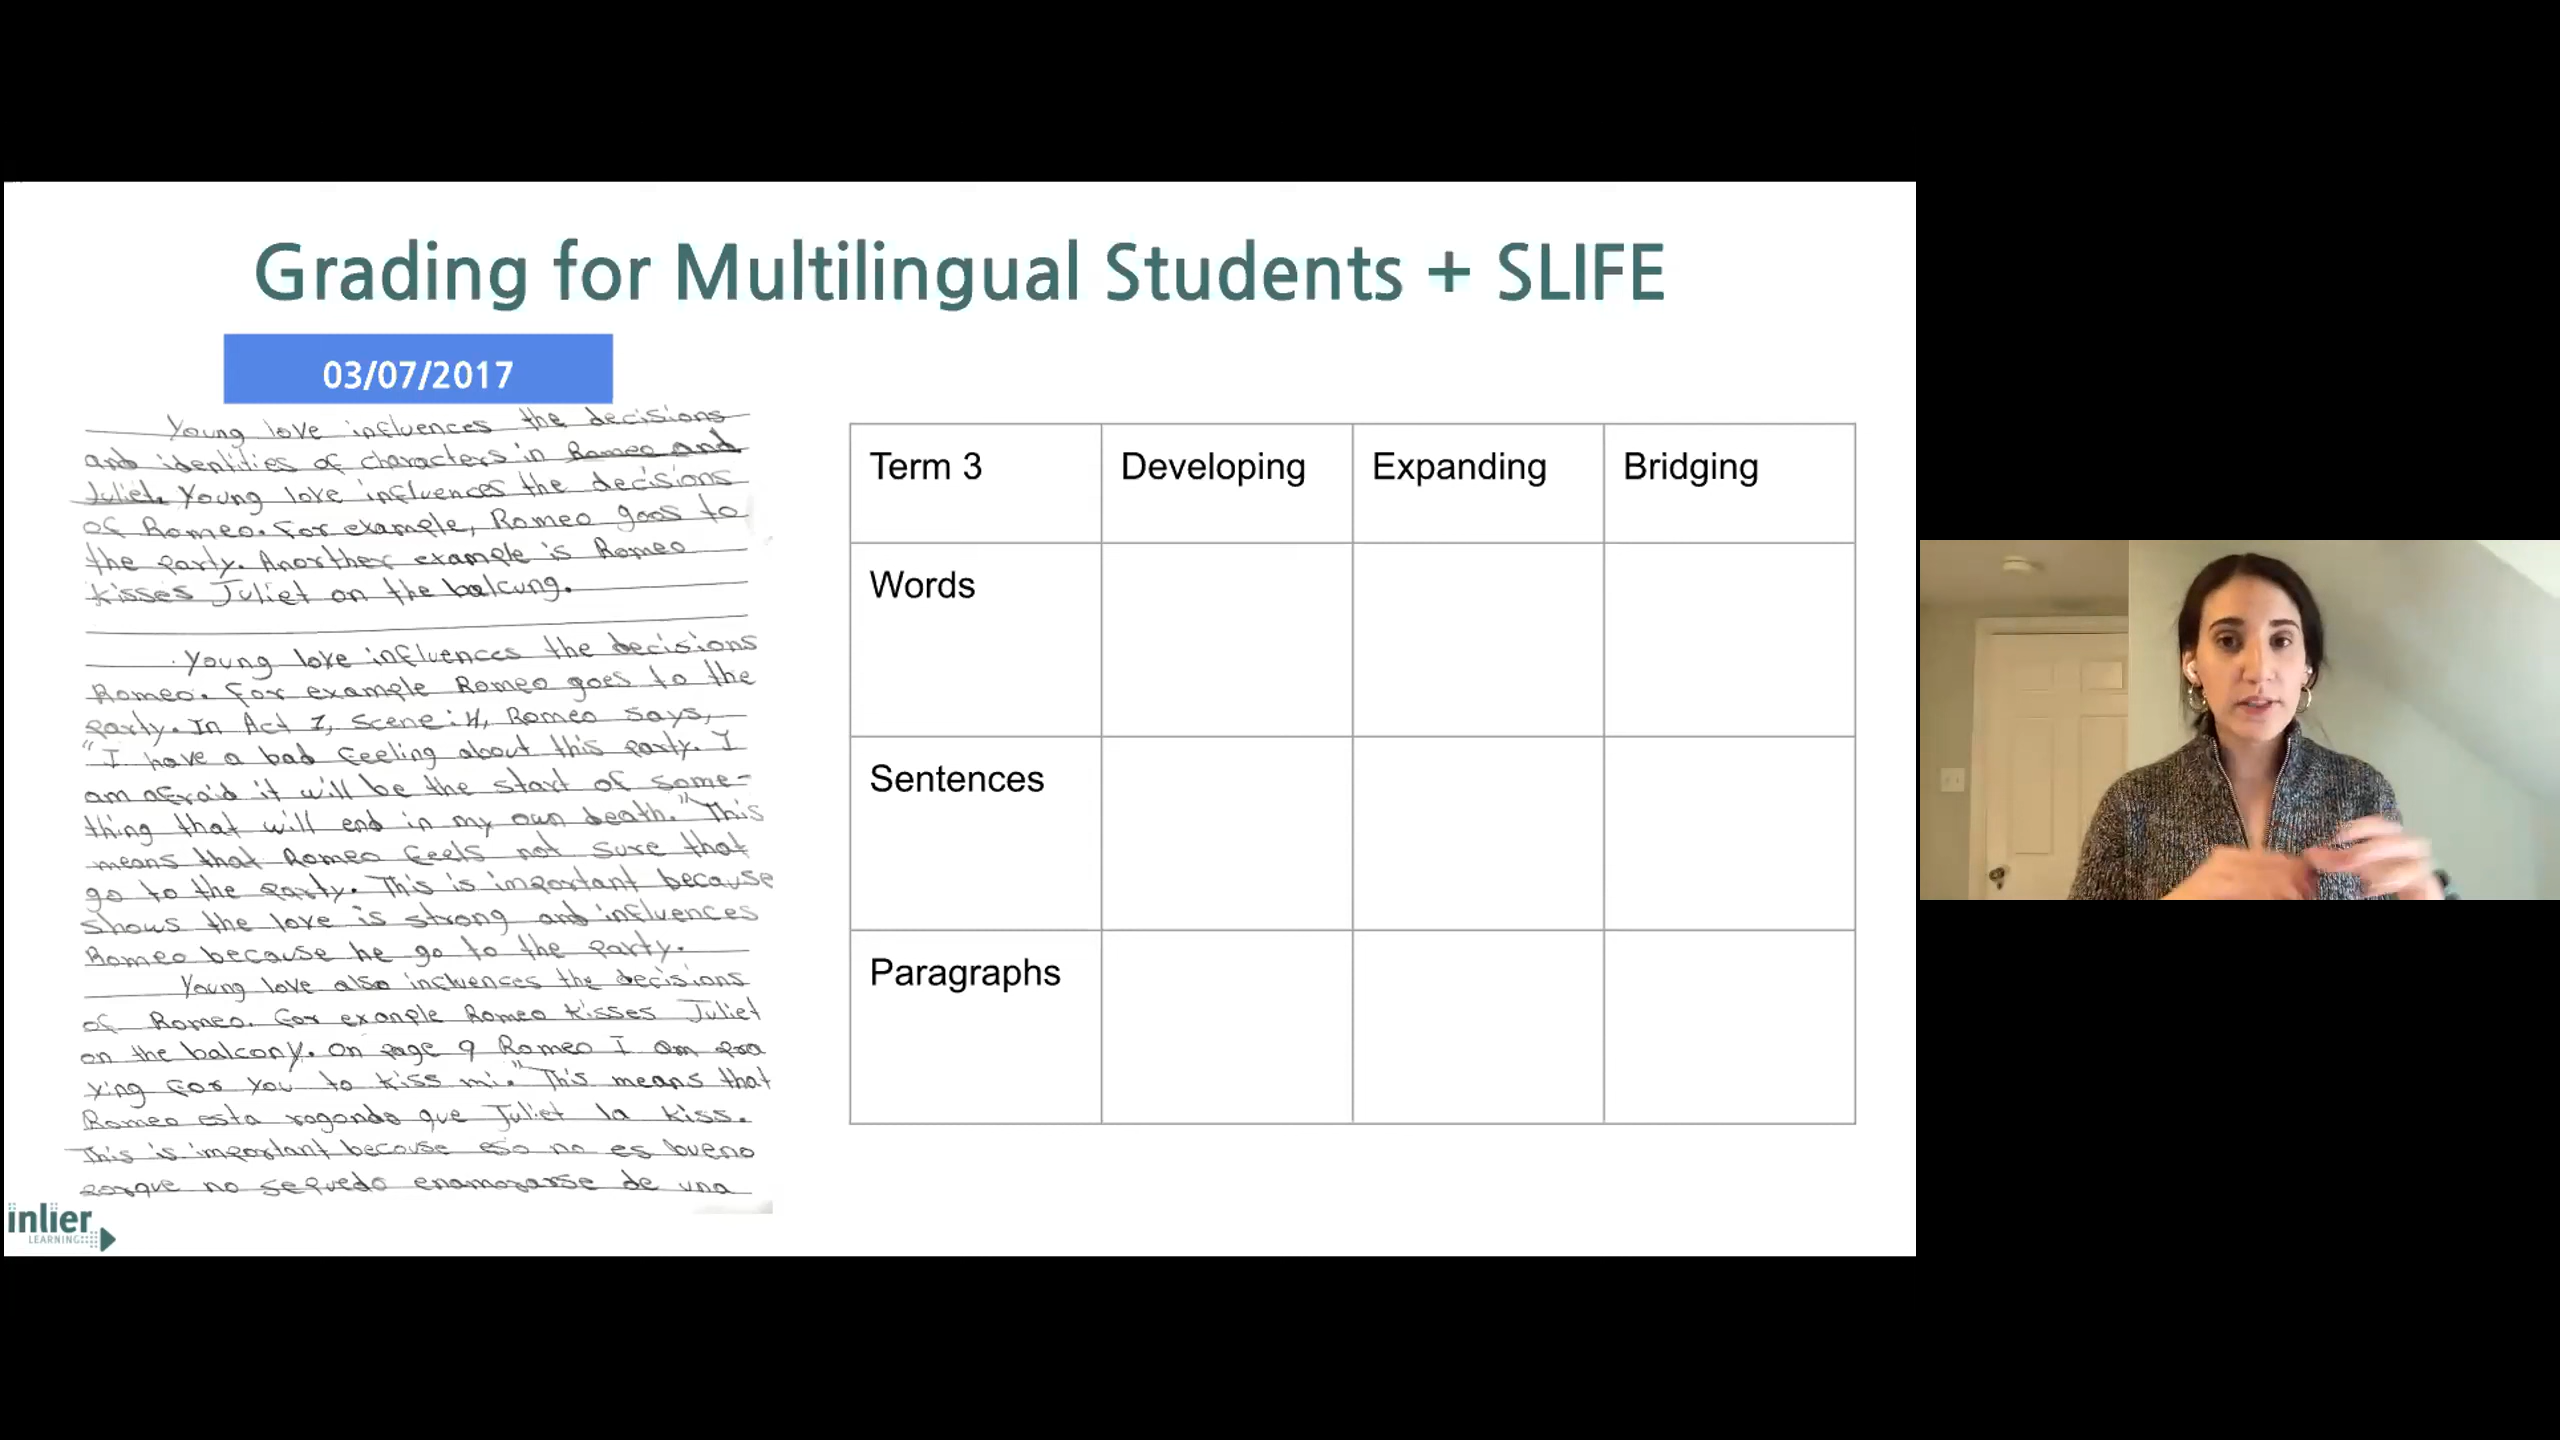 Grading for Multilingual Students + SLIFE
03/07/2017
Young love influences the decisions
and identities of characters in Romeo and
Juliet. Young love influences the decisions
of Romeo. For example, Romeo goes to
the party. Anorther example is Romeo
kisses Juliet on the balcung.
Young love influences the decisions
Romeo. For example Romeo goes to the
party. In Act 1, Scene:4, Romeo says,
"I have a bad feeling about this party. I
am afraid it will be the start of some-
thing that will end in my own death." This
means that Romeo feels not sure that
go to the party. This is important because
shows the love is strong and influences
Romeo because he go to the party.
Young love also influences the decisions
of Romeo. For example Romeo kisses Juliet
on the balcony. On page 9 Romeo I am pra
ying for you to kiss mi." This means that
Romeo esta rogando que Juliet la kiss.
This is important because eso no es bueno
porque no sepuedo enamorarse de una
Term 3 Developing Expanding Bridging
Words
Sentences
Paragraphs
inlier
LEARNING